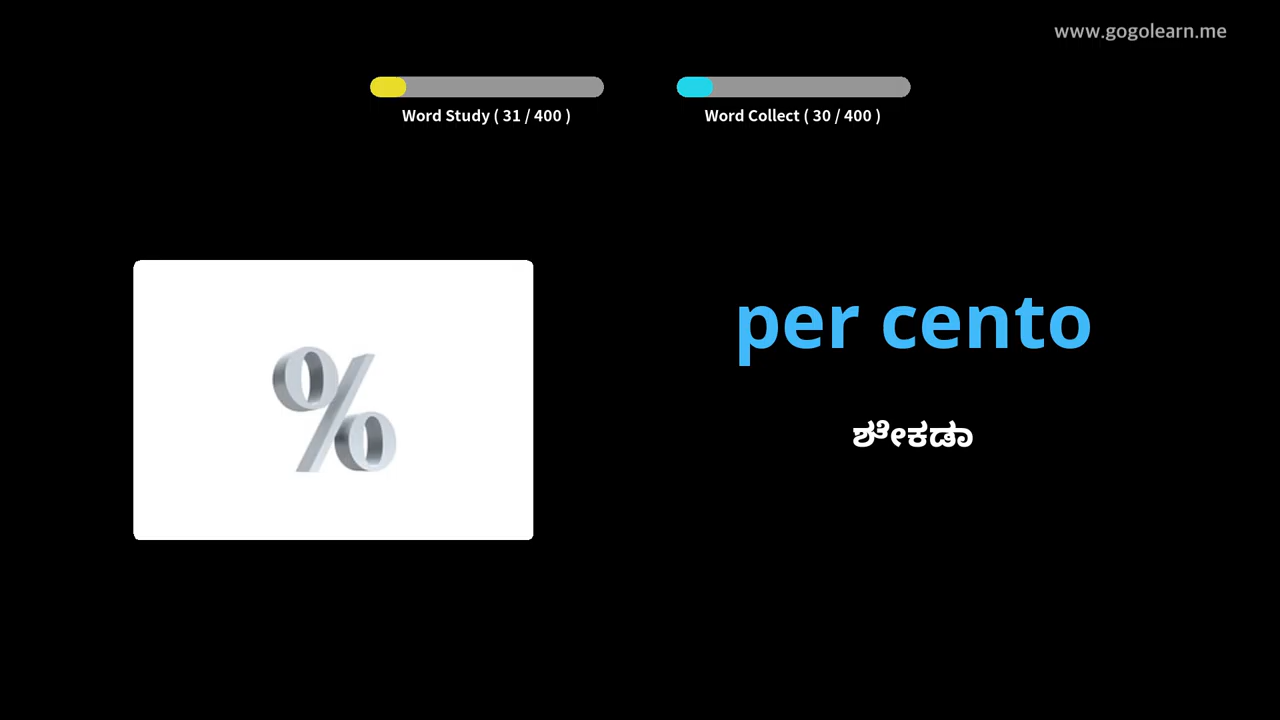 www.gogolearn.me
Word Study ( 31 / 400 )
Word Collect ( 30 / 400 )
%
per cento
ಶೇಕಡಾ